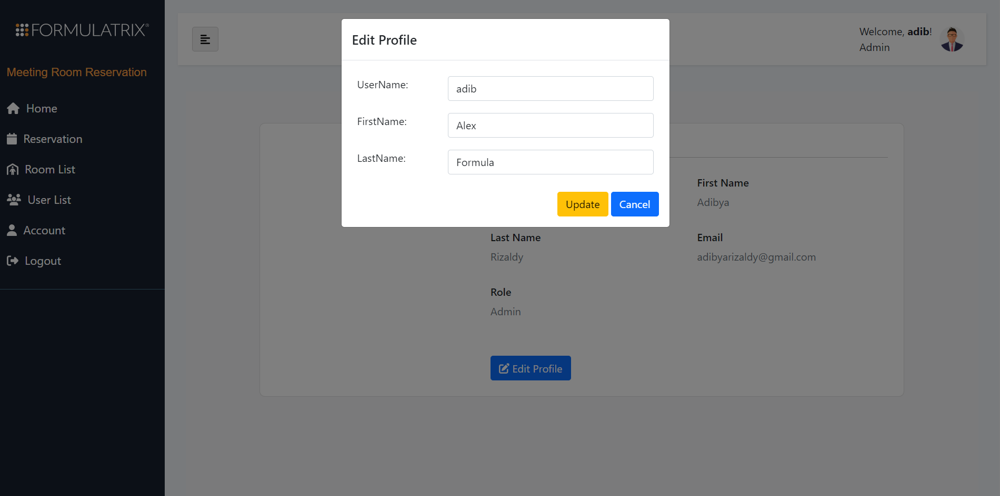 FORMULATRIX®
Meeting Room Reservation
Home
Reservation
Room List
User List
Account
Logout
Welcome, adib!
Admin
Edit Profile
UserName:
adib
FirstName:
Alex
LastName:
Formula
Update
Cancel
First Name
Adibya
Last Name
Rizaldy
Email
adibyarizaldy@gmail.com
Role
Admin
Edit Profile